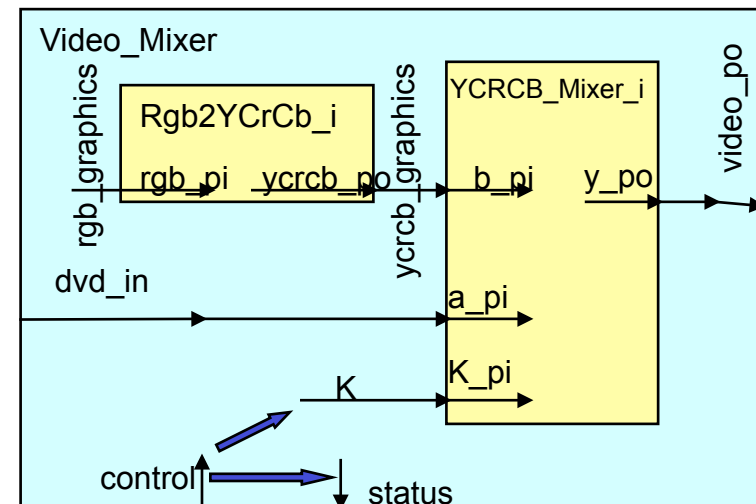 Video_Mixer
rgb_graphics
Rgb2YCrCb_i
rgb_pi
ycrcb_po
ycrcb_graphics
YCRCB_Mixer_i
b_pi
y_po
video_po
dvd_in
a_pi
K
K_pi
control
status